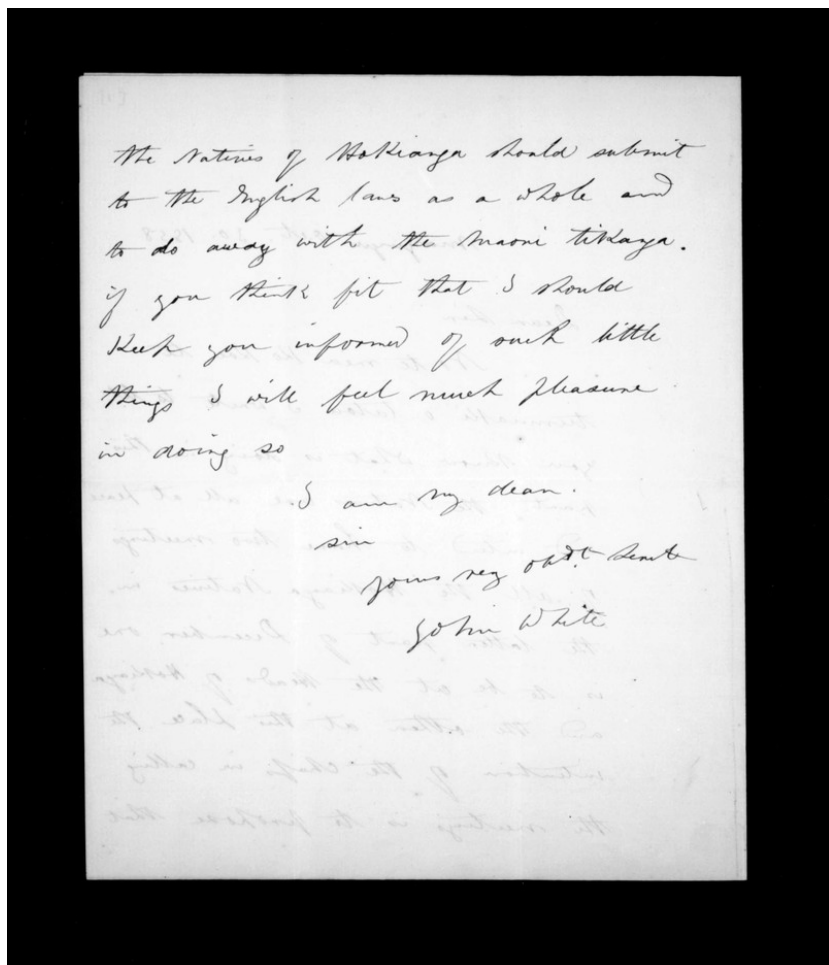 the Natives of Hokianga should submit
to the English laws as a whole and
to do away with the Maori tikanga.
if you think fit that I should
Keep you informed of such little
things I will feel much pleasure
in doing so
I am my dear.
sir
yours very obdt. Servt
John White